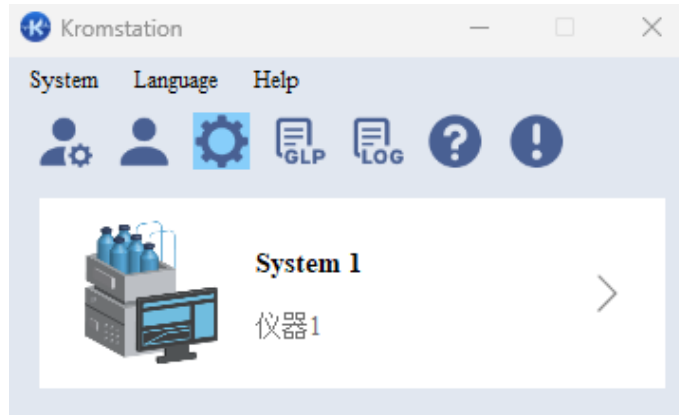 Kromstation
System Language Help
GLP LOG
System 1
仪器1